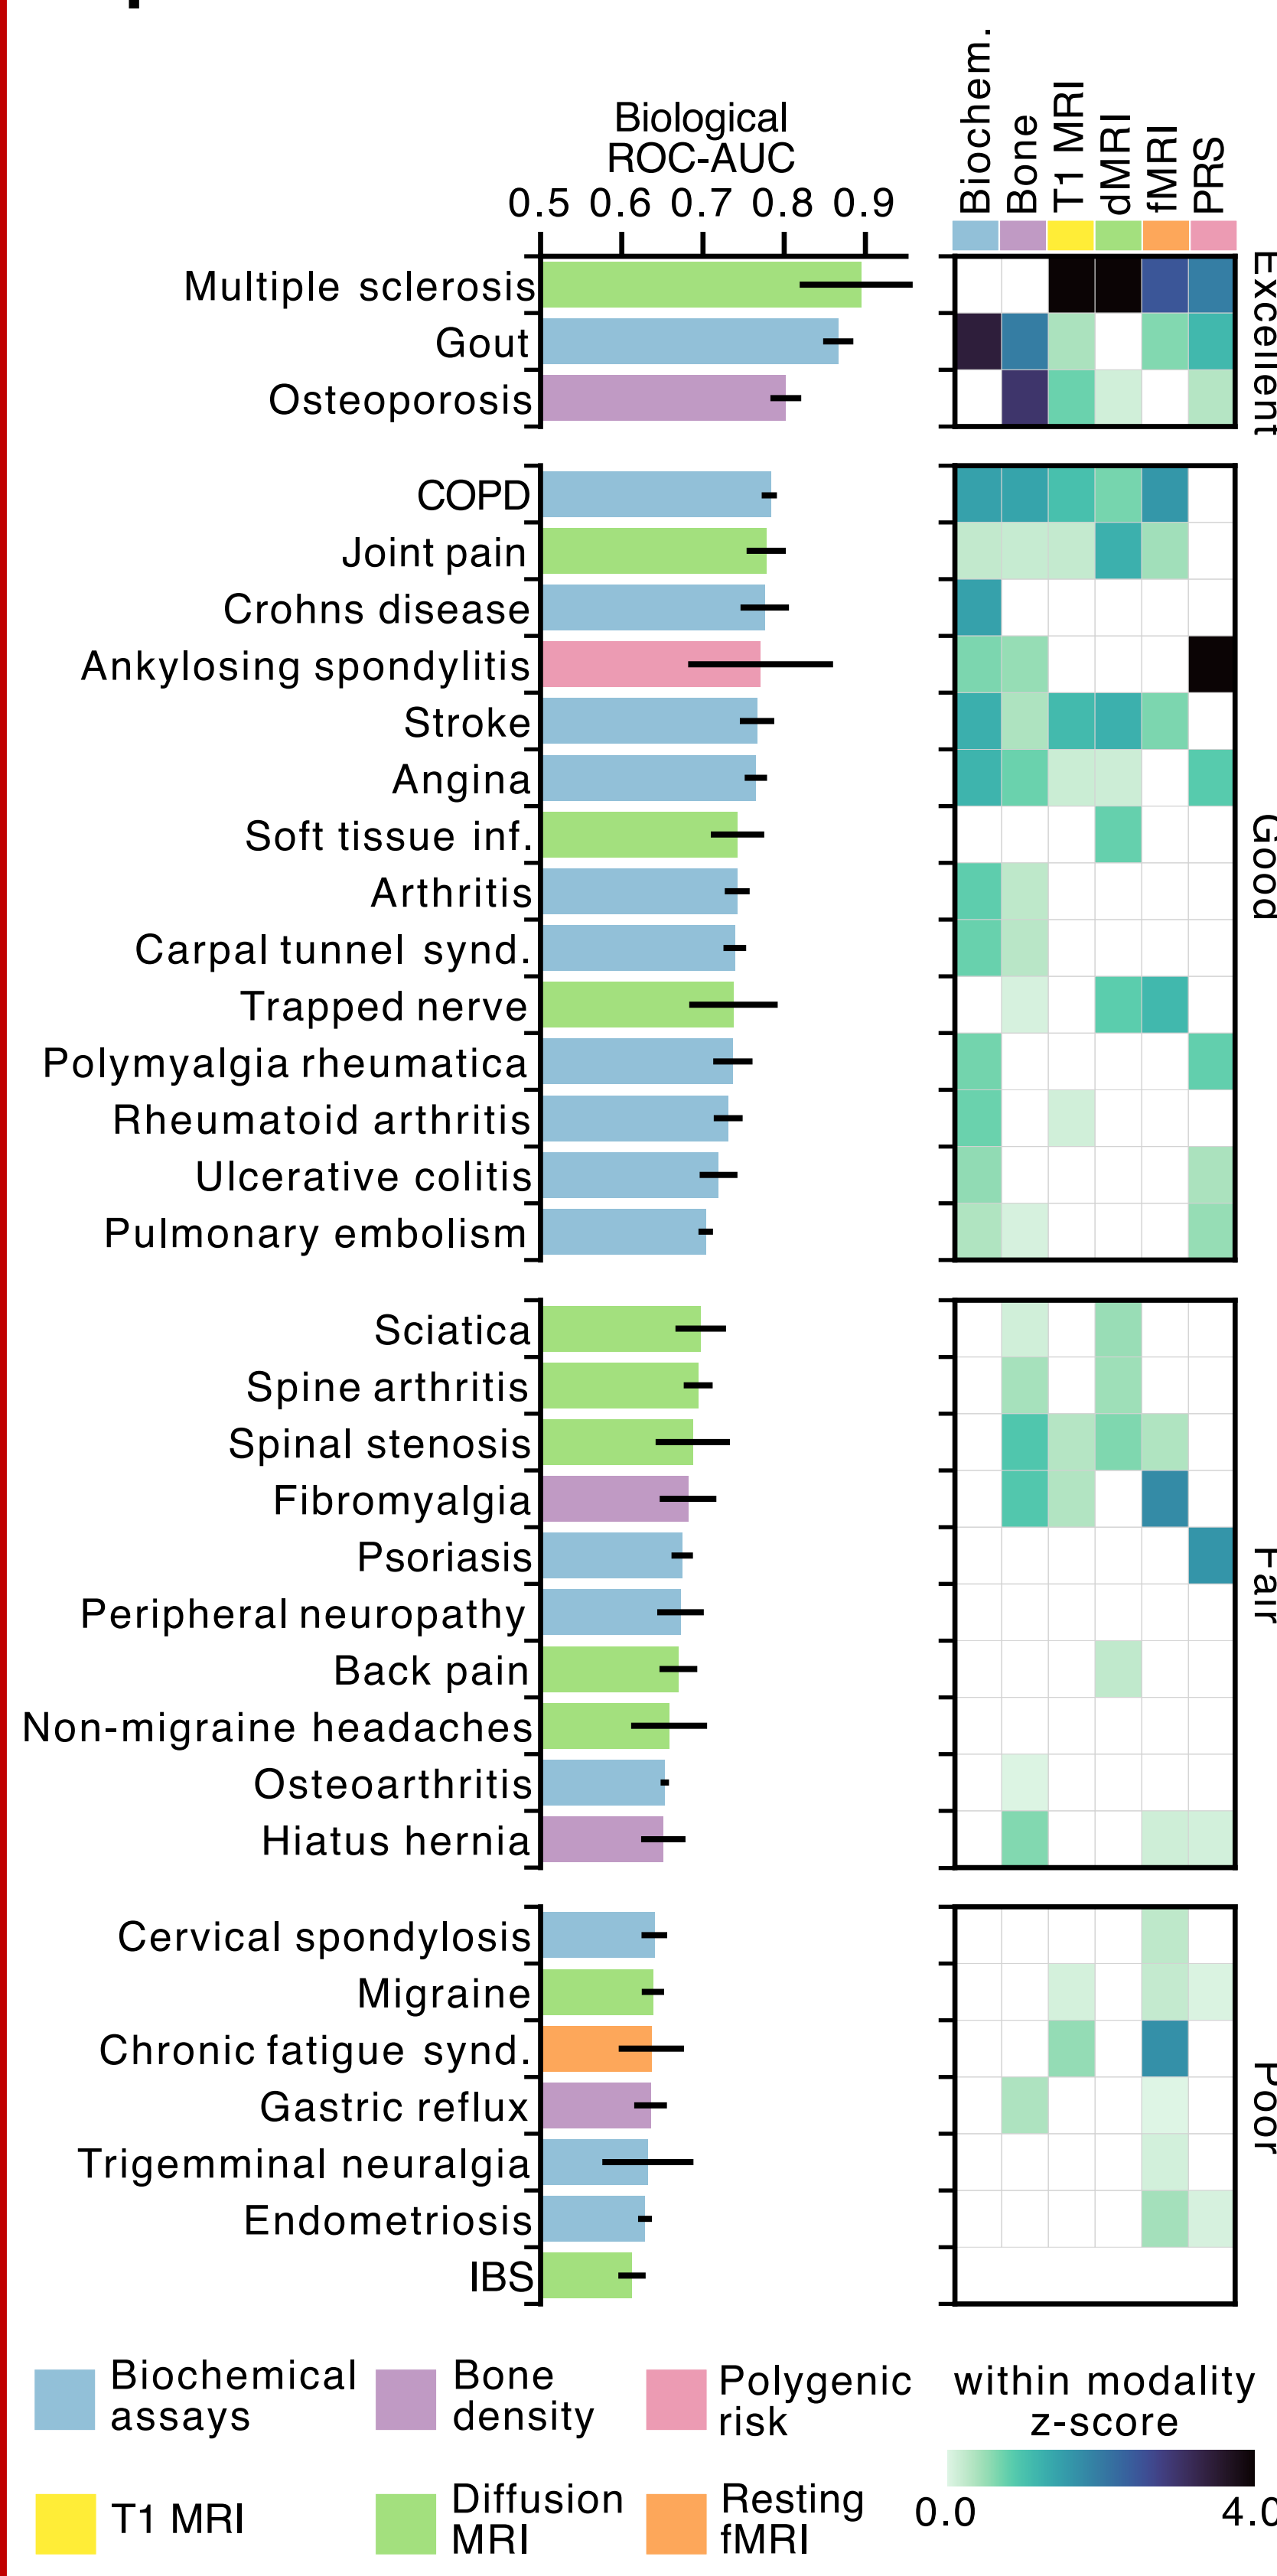 Biological
ROC-AUC
0.5 0.6 0.7 0.8 0.9
Biochem.
Bone
T1 MRI
dMRI
fMRI
PRS
Multiple sclerosis
Gout
Osteoporosis
Excellent
COPD
Joint pain
Crohns disease
Ankylosing spondylitis
Stroke
Angina
Soft tissue inf.
Arthritis
Carpal tunnel synd.
Trapped nerve
Polymyalgia rheumatica
Rheumatoid arthritis
Ulcerative colitis
Pulmonary embolism
Good
Sciatica
Spine arthritis
Spinal stenosis
Fibromyalgia
Psoriasis
Peripheral neuropathy
Back pain
Non-migraine headaches
Osteoarthritis
Hiatus hernia
Fair
Cervical spondylosis
Migraine
Chronic fatigue synd.
Gastric reflux
Trigemminal neuralgia
Endometriosis
IBS
Poor
Biochemical
assays
Bone
density
Polygenic
risk
T1 MRI
Diffusion
MRI
Resting
fMRI
within modality
z-score
0.0 4.0